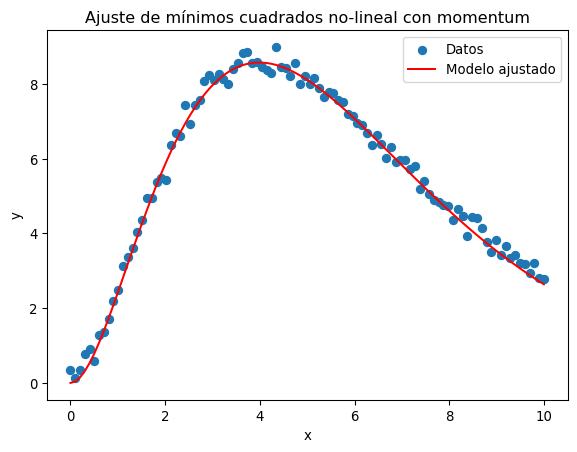 Ajuste de mínimos cuadrados no-lineal con momentum
Datos
Modelo ajustado
y
8
6
4
2
0
0 2 4 6 8 10
x